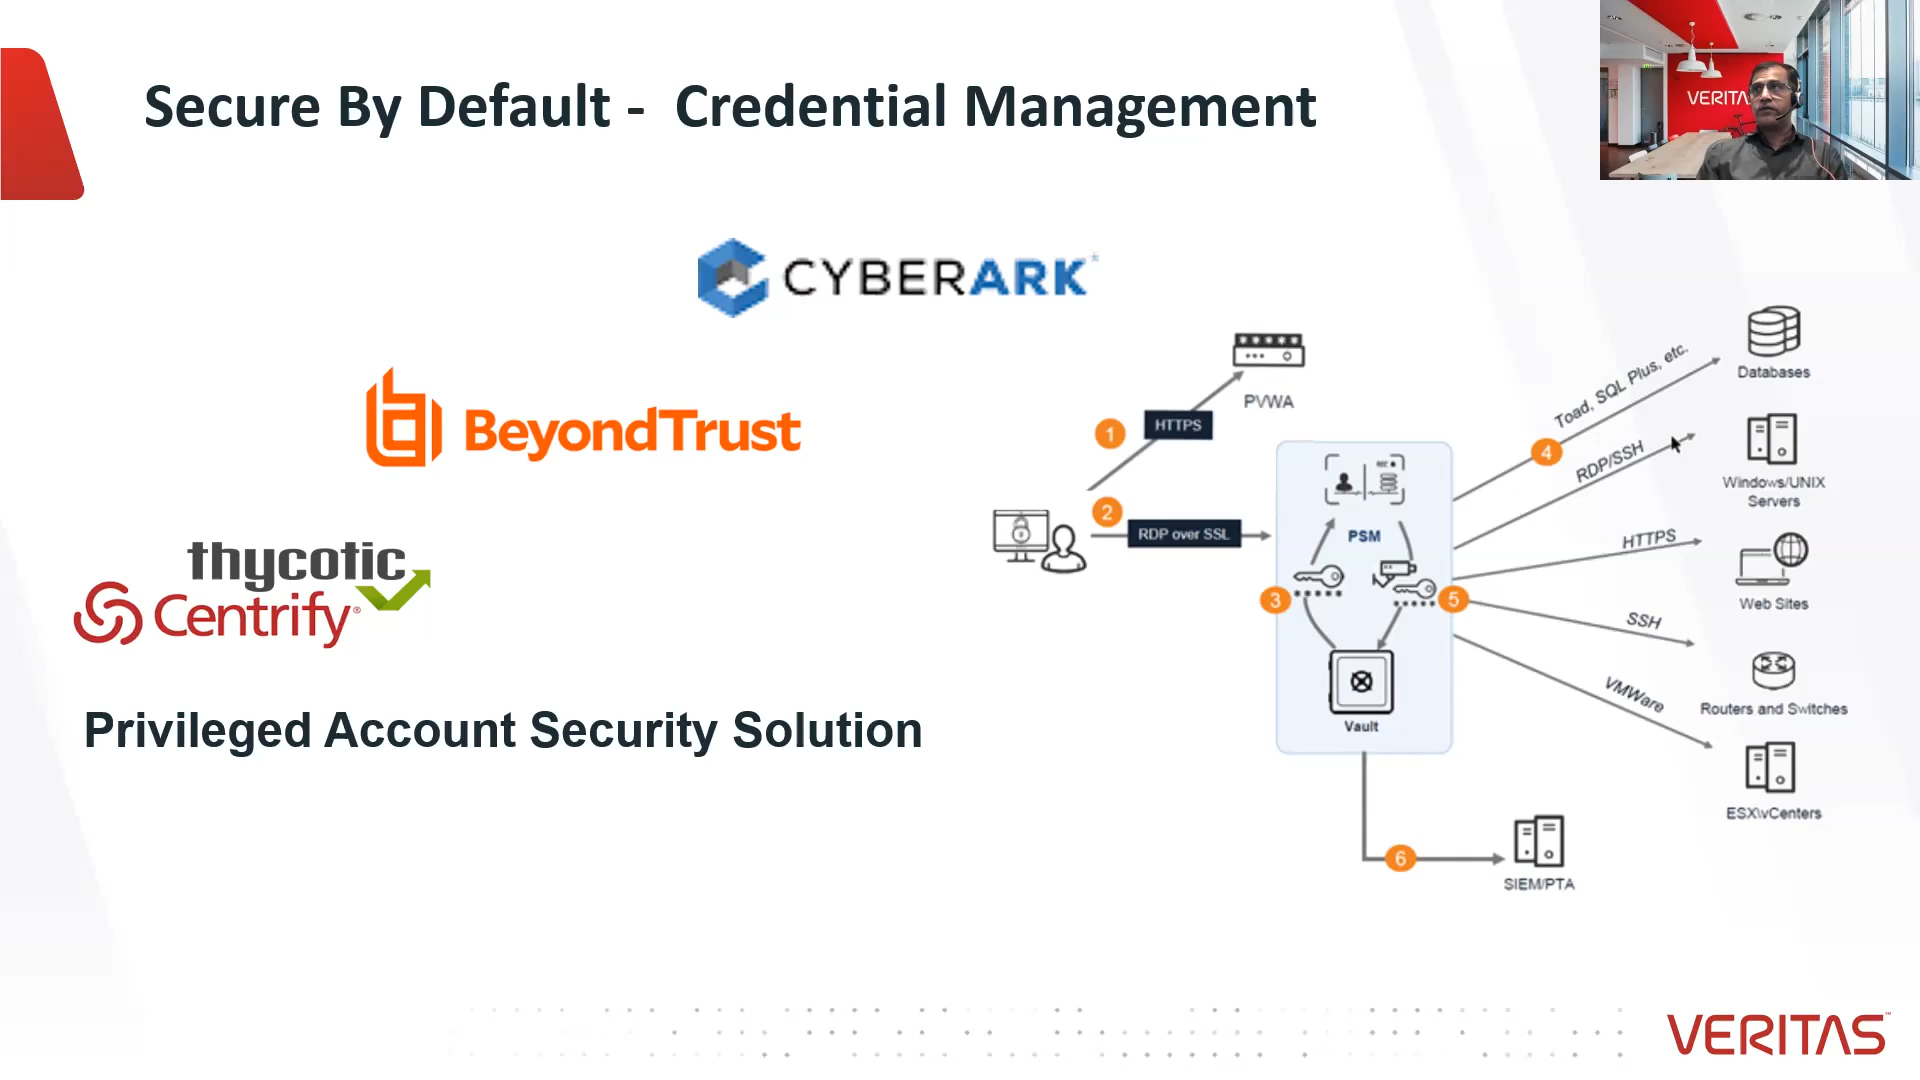 Secure By Default - Credential Management
VERITA
CYBERARK
BeyondTrust
thycotic
Centrify®
Privileged Account Security Solution
PVWA
1
HTTPS
2
RDP over SSL
PSM
3
5
Vault
4
Toad, SQL Plus, etc.
Databases
RDP/SSH
Windows/UNIX
Servers
HTTPS
Web Sites
SSH
Routers and Switches
VMWare
ESX\vCenters
6
SIEM/PTA
VERITAS™